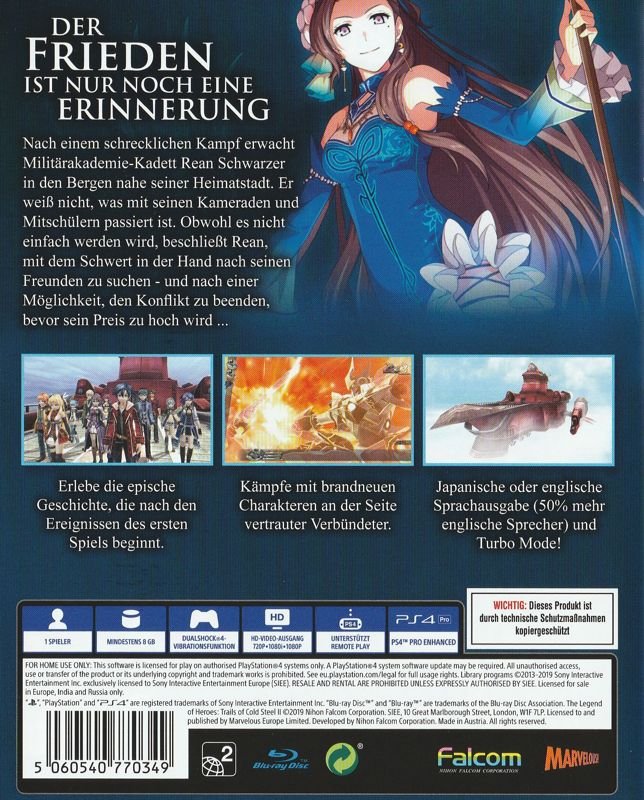 DER
FRIEDEN
IST NUR NOCH EINE
ERINNERUNG
Nach einem schrecklichen Kampf erwacht
Militärakademie-Kadett Rean Schwarzer
in den Bergen nahe seiner Heimatstadt. Er
weiß nicht, was mit seinen Kameraden und
Mitschülern passiert ist. Obwohl es nicht
einfach werden wird, beschließt Rean,
mit dem Schwert in der Hand nach seinen
Freunden zu suchen - und nach einer
Möglichkeit, den Konflikt zu beenden,
bevor sein Preis zu hoch wird ...
Erlebe die epische
Geschichte, die nach den
Ereignissen des ersten
Spiels beginnt.
Kämpfe mit brandneuen
Charakteren an der Seite
vertrauter Verbündeter.
Japanische oder englische
Sprachausgabe (50% mehr
englische Sprecher) und
Turbo Mode!
1 SPIELER
MINDESTENS 8 GB
DUALSHOCK®4-
VIBRATIONSFUNKTION
HD
HD-VIDEO-AUSGANG
720P•1080i•1080P
PS4
UNTERSTÜTZT
REMOTE PLAY
PS4 Pro
PS4™ PRO ENHANCED
WICHTIG: Dieses Produkt ist
durch technische Schutzmaßnahmen
kopiergeschützt
FOR HOME USE ONLY: This software is licensed for play on authorised PlayStation®4 systems only. A PlayStation®4 system software update may be required. All unauthorised access,
use or transfer of the product or its underlying copyright and trademark works is prohibited. See eu.playstation.com/legal for full usage rights. Library programs ©2013-2019 Sony Interactive
Entertainment Inc. exclusively licensed to Sony Interactive Entertainment Europe (SIEE). RESALE AND RENTAL ARE PROHIBITED UNLESS EXPRESSLY AUTHORISED BY SIEE. Licensed for sale
in Europe, India and Russia only.
"PlayStation" and "PS4" are registered trademarks of Sony Interactive Entertainment Inc. "Blu-ray Disc™" and "Blu-ray™" are trademarks of the Blu-ray Disc Association. The Legend
of Heroes: Trails of Cold Steel II ©2019 Nihon Falcom Corporation. SIEE, 10 Great Marlborough Street, London, W1F 7LP. Licensed to and
published by Marvelous Europe Limited. Developed by Nihon Falcom Corporation. Made in Austria. All rights reserved.
5 060540 770349
2
Blu-ray Disc
Falcom
NIHON FALCOM CORPORATION
MARVELOUS!